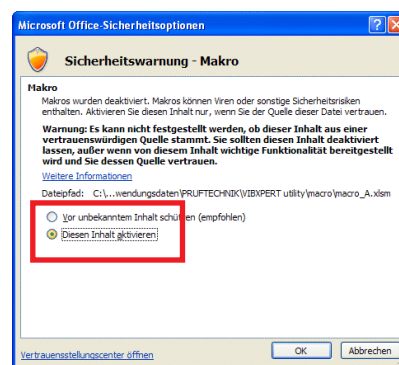 Microsoft Office-Sicherheitsoptionen
Sicherheitswarnung - Makro
Makro
Makros wurden deaktiviert. Makros können Viren oder sonstige Sicherheitsrisiken
enthalten. Aktivieren Sie diesen Inhalt nur, wenn Sie der Quelle dieser Datei vertrauen.
Warnung: Es kann nicht festgestellt werden, ob dieser Inhalt aus einer
vertrauenswürdigen Quelle stammt. Sie sollten diesen Inhalt deaktiviert
lassen, außer wenn von diesem Inhalt wichtige Funktionalität bereitgestellt
wird und Sie dessen Quelle vertrauen.
Weitere Informationen
Dateipfad: C:\...wendungsdaten\PRUFTECHNIK\VIBXPERT utility\macro\macro_A.xlsm
Vor unbekanntem Inhalt schützen (empfohlen)
Diesen Inhalt aktivieren
Vertrauensstellungscenter öffnen
OK
Abbrechen